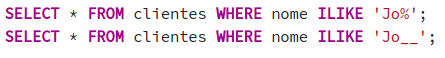 SELECT * FROM clientes WHERE nome ILIKE 'Jo%';
SELECT * FROM clientes WHERE nome ILIKE 'Jo__';